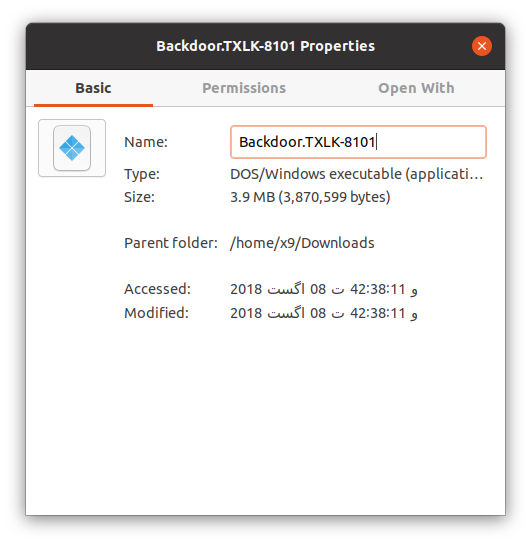 Backdoor.TXLK-8101 Properties
Basic
Permissions
Open With
Name: Backdoor.TXLK-8101
Type: DOS/Windows executable (applicati…
Size: 3.9 MB (3,870,599 bytes)
Parent folder: /home/x9/Downloads
Accessed: و 42:38:11 ت 08 اگست 2018
Modified: و 42:38:11 ت 08 اگست 2018